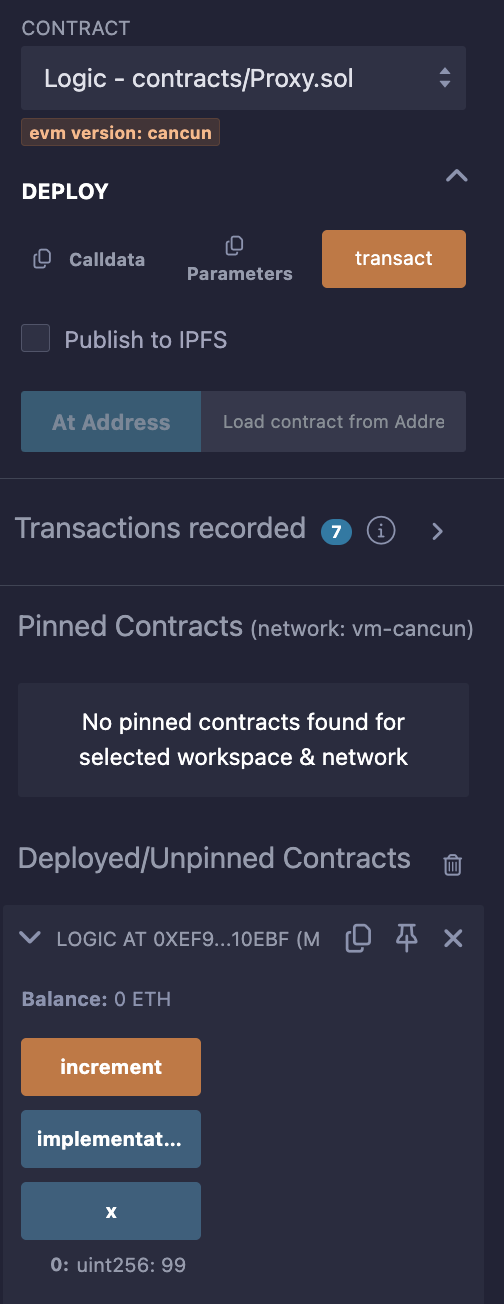 CONTRACT
Logic - contracts/Proxy.sol
evm version: cancun
DEPLOY
Calldata
Parameters
transact
Publish to IPFS
At Address
Load contract from Addre
Transactions recorded 7 i
Pinned Contracts (network: vm-cancun)
No pinned contracts found for
selected workspace & network
Deployed/Unpinned Contracts
LOGIC AT 0XEF9...10EBF (M
Balance: 0 ETH
increment
implementat...
x
0: uint256: 99